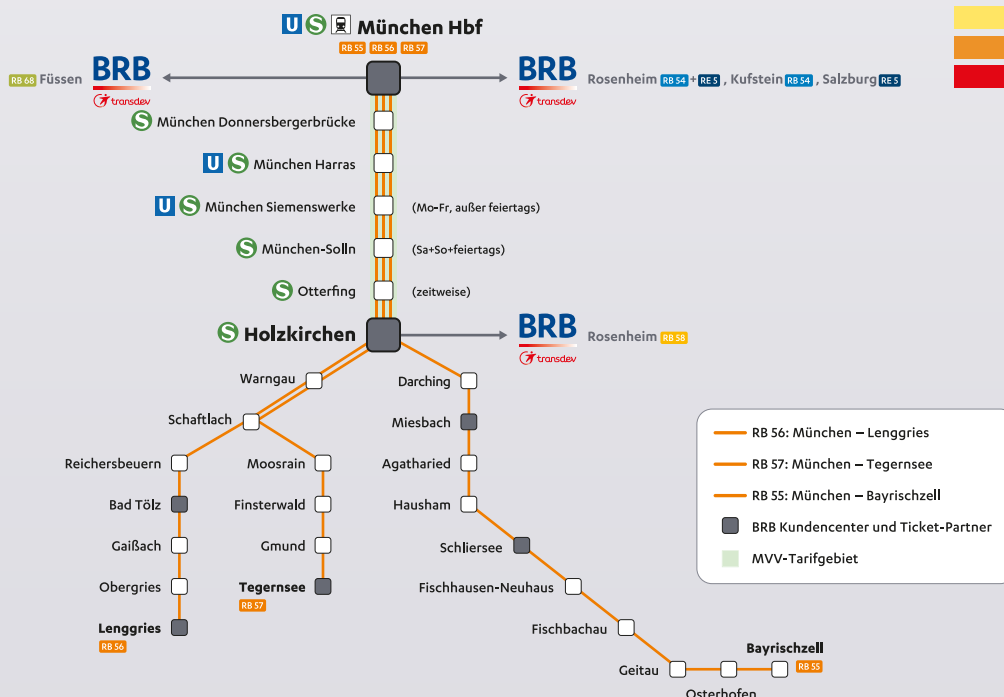 U S München Hbf
RB 55 RB 56 RB 57
RB 68 Füssen BRB
transdev
BRB Rosenheim RB 54 + RE 5 , Kufstein RB 54 , Salzburg RE 5
transdev
S München Donnersbergerbrücke
U S München Harras
U S München Siemenswerke (Mo-Fr, außer feiertags)
S München-Solln (Sa+So+feiertags)
S Otterfing (zeitweise)
S Holzkirchen
BRB Rosenheim RB 58
transdev
Warngau
Darching
Schaftlach
Miesbach
Reichersbeuern
Moosrain
Agatharied
Bad Tölz
Finsterwald
Hausham
Gaißach
Gmund
Schliersee
Obergries
Tegernsee
RB 57
Fischhausen-Neuhaus
Lenggries
RB 56
Fischbachau
Geitau
Osterhofen
Bayrischzell
RB 55
RB 56: München – Lenggries
RB 57: München – Tegernsee
RB 55: München – Bayrischzell
BRB Kundencenter und Ticket-Partner
MVV-Tarifgebiet